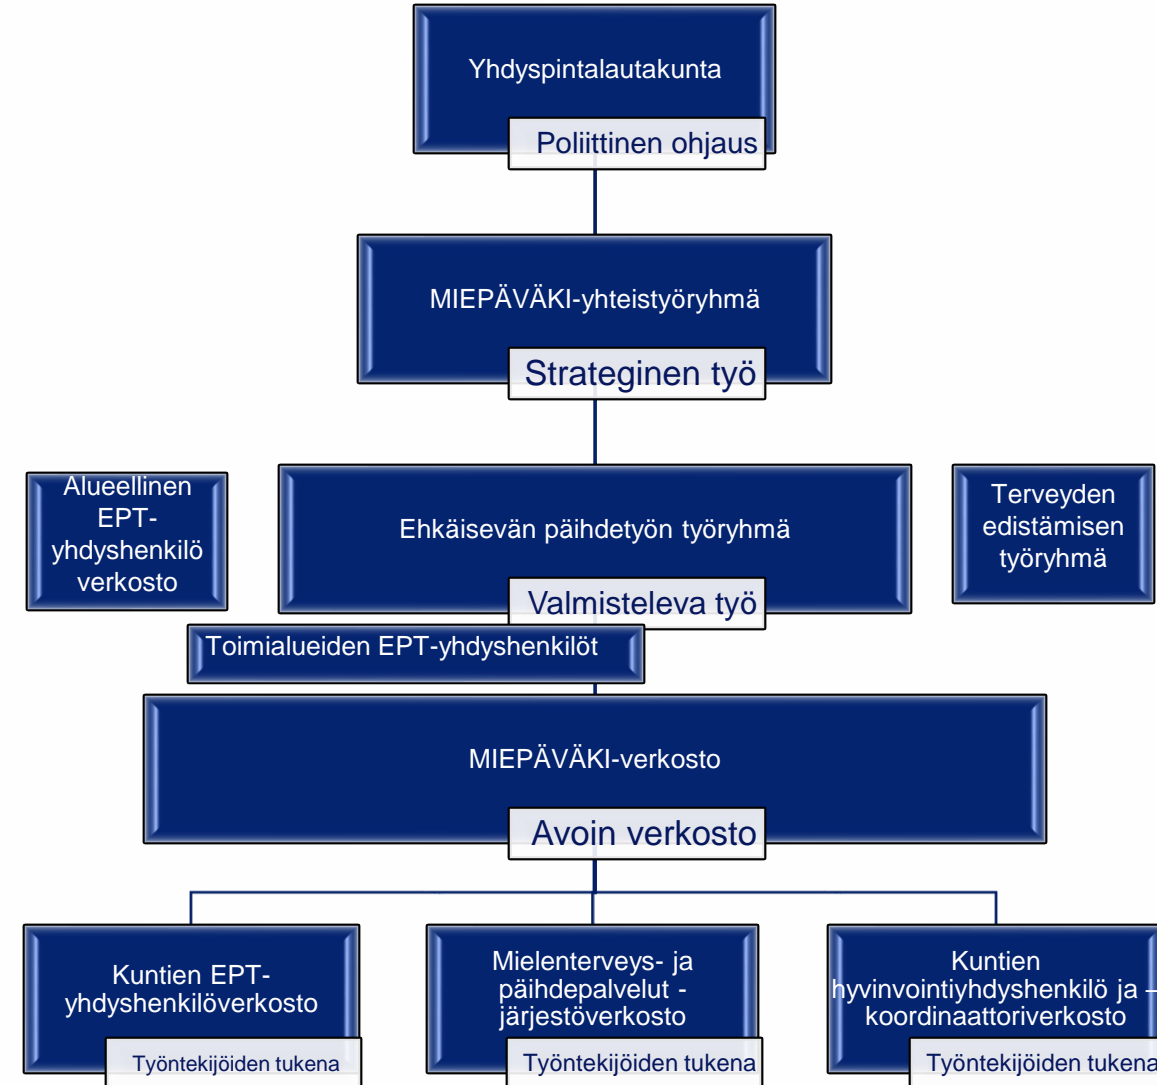 Yhdyspintalautakunta
Poliittinen ohjaus
MIEPÄVÄKI-yhteistyöryhmä
Strateginen työ
Alueellinen
EPT-
yhdyshenkilö
verkosto
Ehkäisevän päihdetyön työryhmä
Valmisteleva työ
Terveyden
edistämisen
työryhmä
Toimialueiden EPT-yhdyshenkilöt
MIEPÄVÄKI-verkosto
Avoin verkosto
Kuntien EPT-
yhdyshenkilöverkosto
Työntekijöiden tukena
Mielenterveys- ja
päihdepalvelut -
järjestöverkosto
Työntekijöiden tukena
Kuntien
hyvinvointiyhdyshenkilö ja –
koordinaattoriverkosto
Työntekijöiden tukena